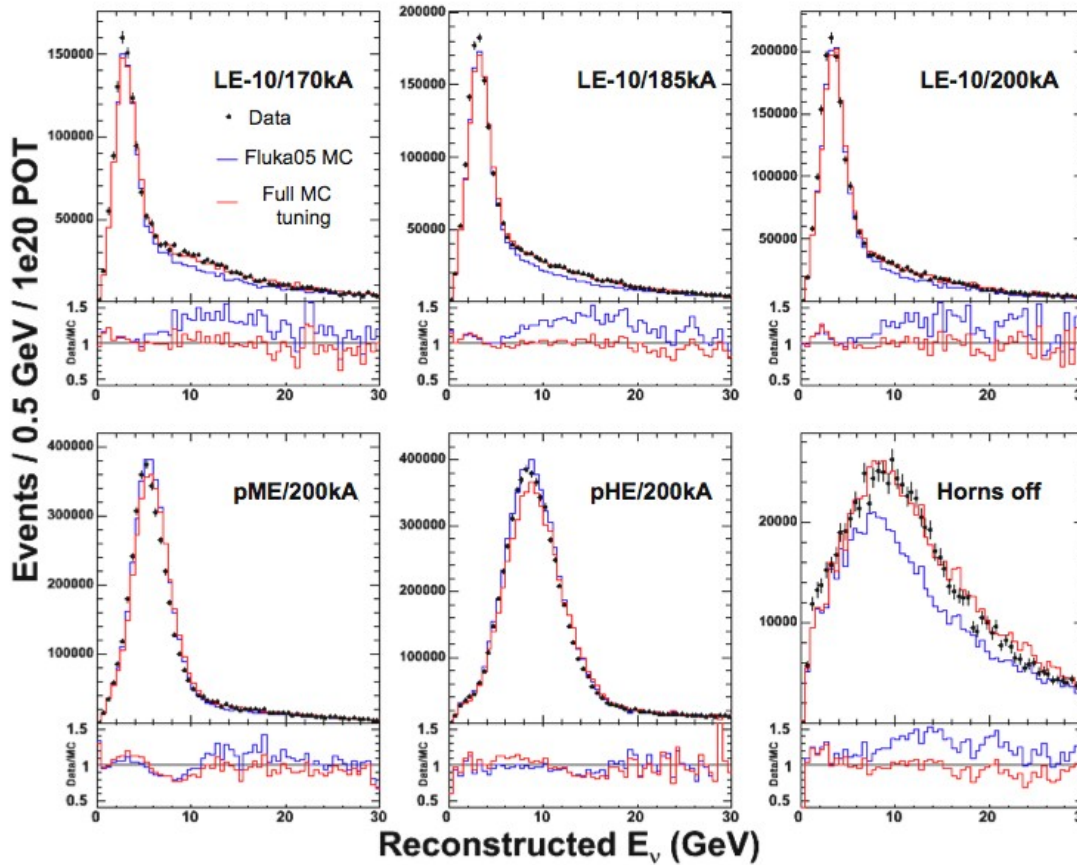 Events / 0.5 GeV / 1e20 POT
LE-10/170kA
Data
Fluka05 MC
Full MC
tuning
150000
100000
50000
Data/MC
1.5
1
0.5
0 10 20 30
LE-10/185kA
200000
150000
100000
50000
Data/MC
1.5
1
0.5
0 10 20 30
LE-10/200kA
200000
150000
100000
50000
Data/MC
1.5
1
0.5
0 10 20 30
pME/200kA
400000
300000
200000
100000
Data/MC
1.5
1
0.5
0 10 20 30
pHE/200kA
400000
300000
200000
100000
Data/MC
1.5
1
0.5
0 10 20 30
Horns off
20000
10000
Data/MC
1.5
1
0.5
0 10 20 30
Reconstructed Eν (GeV)